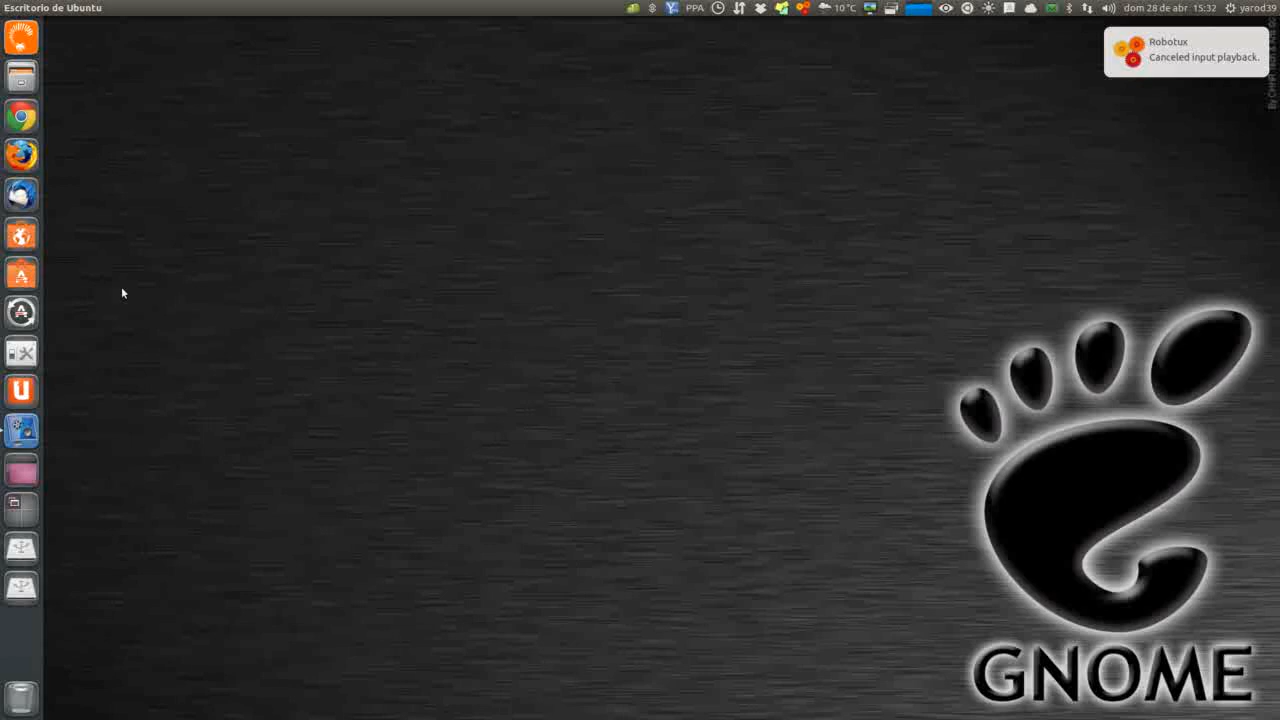 Escritorio de Ubuntu
PPA
10 °C
dom 28 de abr
15:32
yarod39
Robotux
Canceled input playback.
GNOME